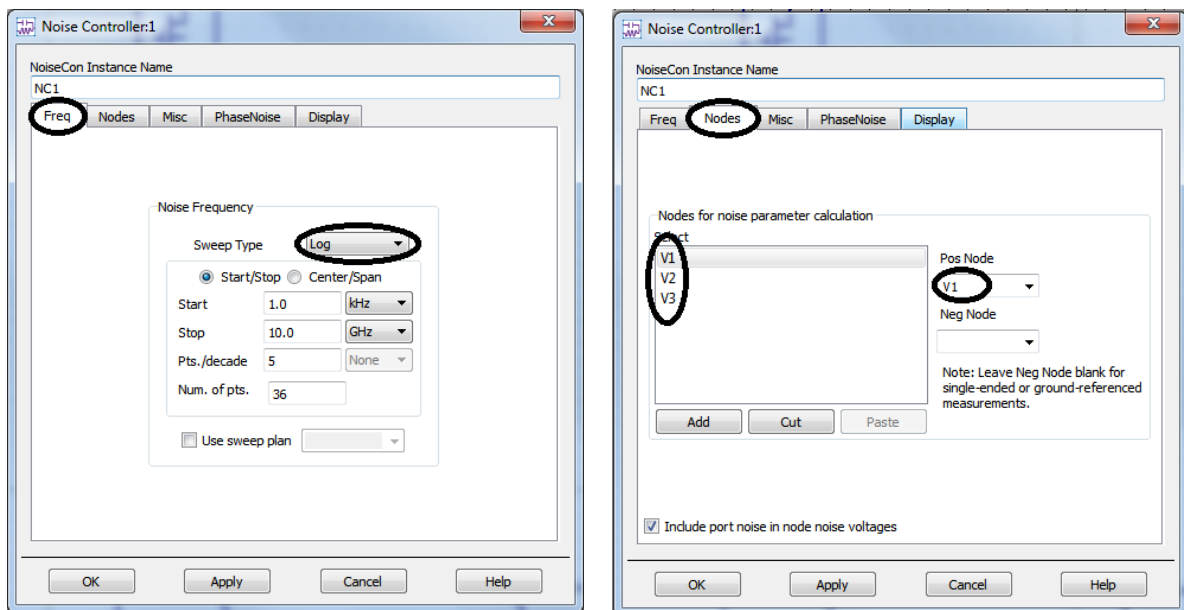 Noise Controller:1
NoiseCon Instance Name
NC1
Freq Nodes Misc PhaseNoise Display
Noise Frequency
Sweep Type Log
Start/Stop Center/Span
Start 1.0 kHz
Stop 10.0 GHz
Pts./decade 5 None
Num. of pts. 36
Use sweep plan
OK Apply Cancel Help
Noise Controller:1
NoiseCon Instance Name
NC1
Freq Nodes Misc PhaseNoise Display
Nodes for noise parameter calculation
Select
V1
V2
V3
Pos Node
V1
Neg Node
Note: Leave Neg Node blank for
single-ended or ground-referenced
measurements.
Add Cut Paste
Include port noise in node noise voltages
OK Apply Cancel Help